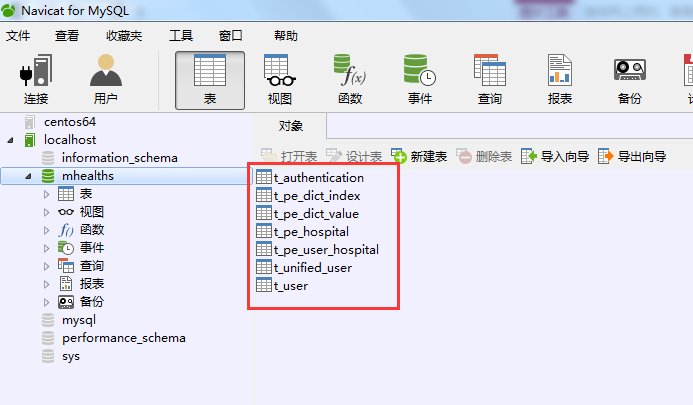 Navicat for MySQL
文件 查看 收藏夹 工具 窗口 帮助
连接 用户 表 视图 函数 事件 查询 报表 备份
centos64
对象
localhost
information_schema
打开表 设计表 新建表 删除表 导入向导 导出向导
mhealths
t_authentication
表
t_pe_dict_index
视图
t_pe_dict_value
函数
t_pe_hospital
事件
t_pe_user_hospital
查询
t_unified_user
报表
t_user
备份
mysql
performance_schema
sys